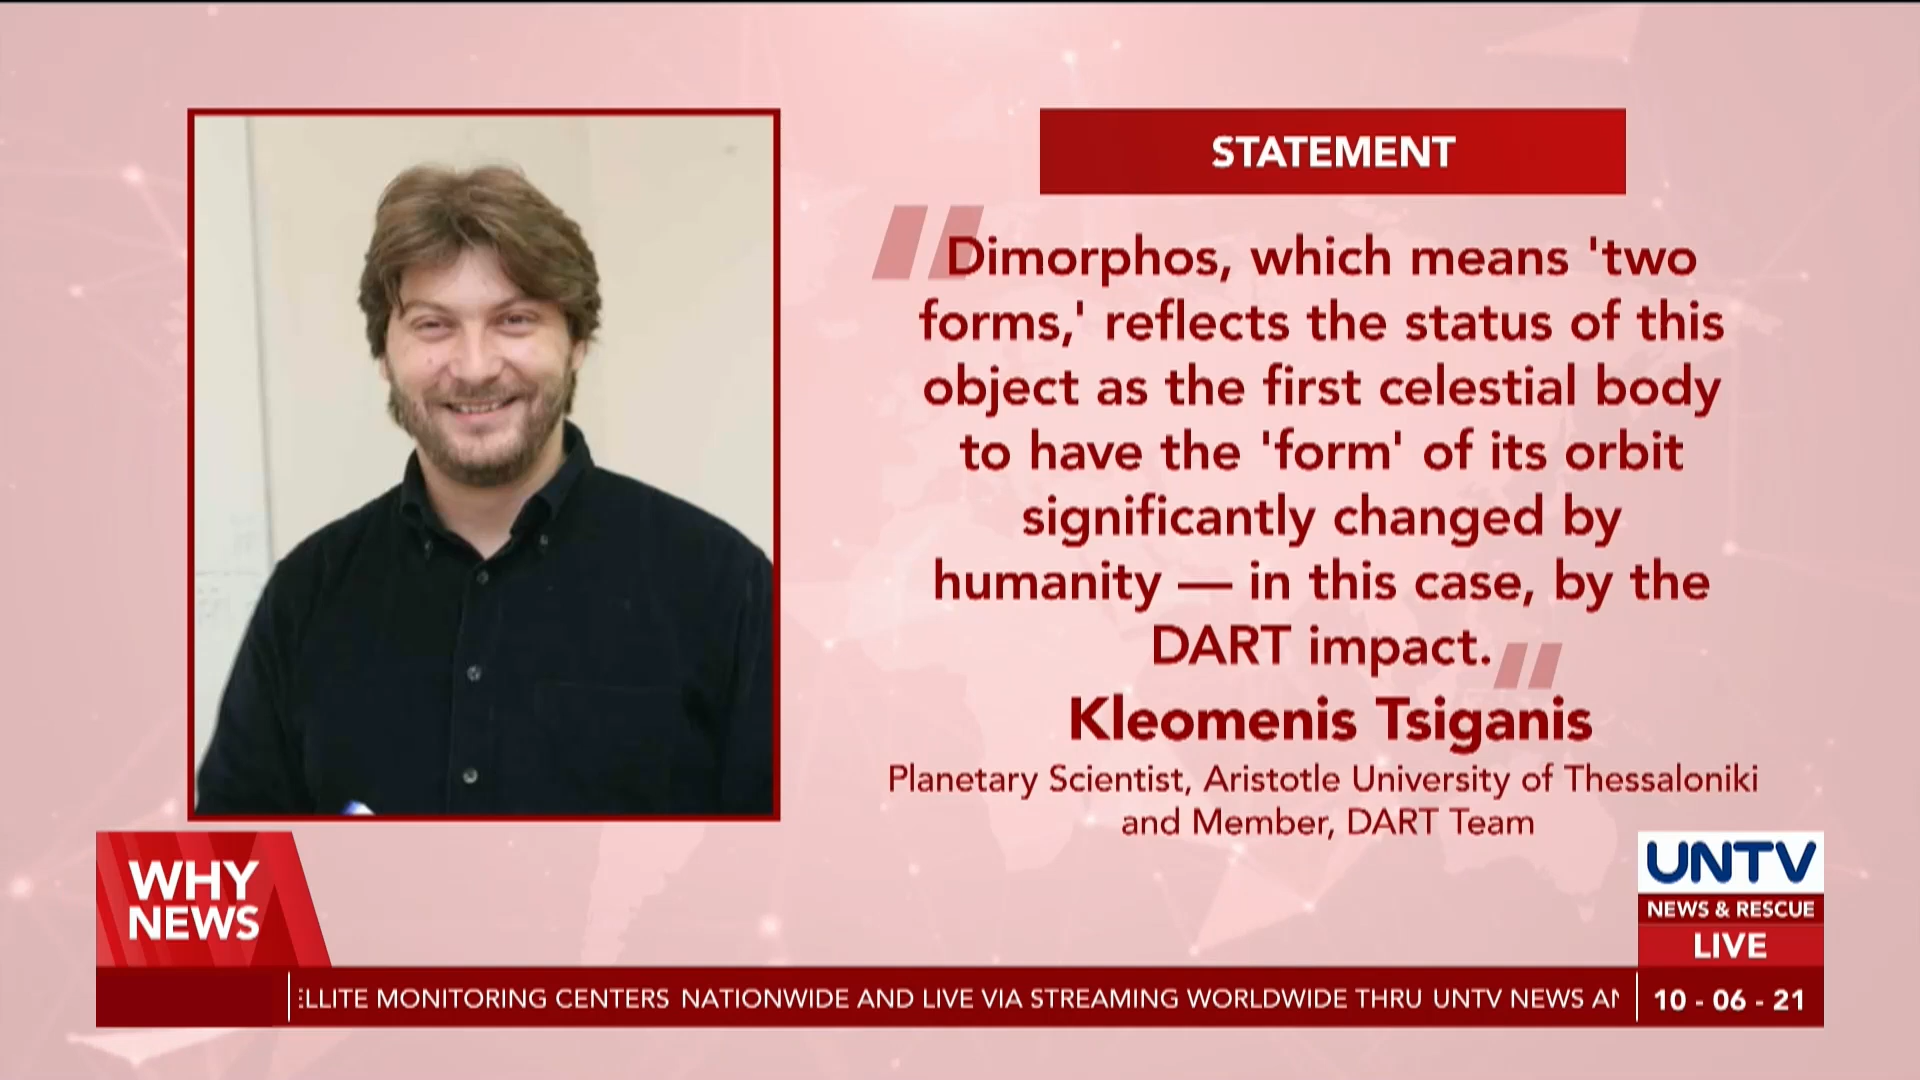 STATEMENT
Dimorphos, which means 'two
forms,' reflects the status of this
object as the first celestial body
to have the 'form' of its orbit
significantly changed by
humanity — in this case, by the
DART impact.
Kleomenis Tsiganis
Planetary Scientist, Aristotle University of Thessaloniki
and Member, DART Team
WHY
NEWS
UNTV
NEWS & RESCUE
LIVE
LLITE MONITORING CENTERS NATIONWIDE AND LIVE VIA STREAMING WORLDWIDE THRU UNTV NEWS
10 - 06 - 21